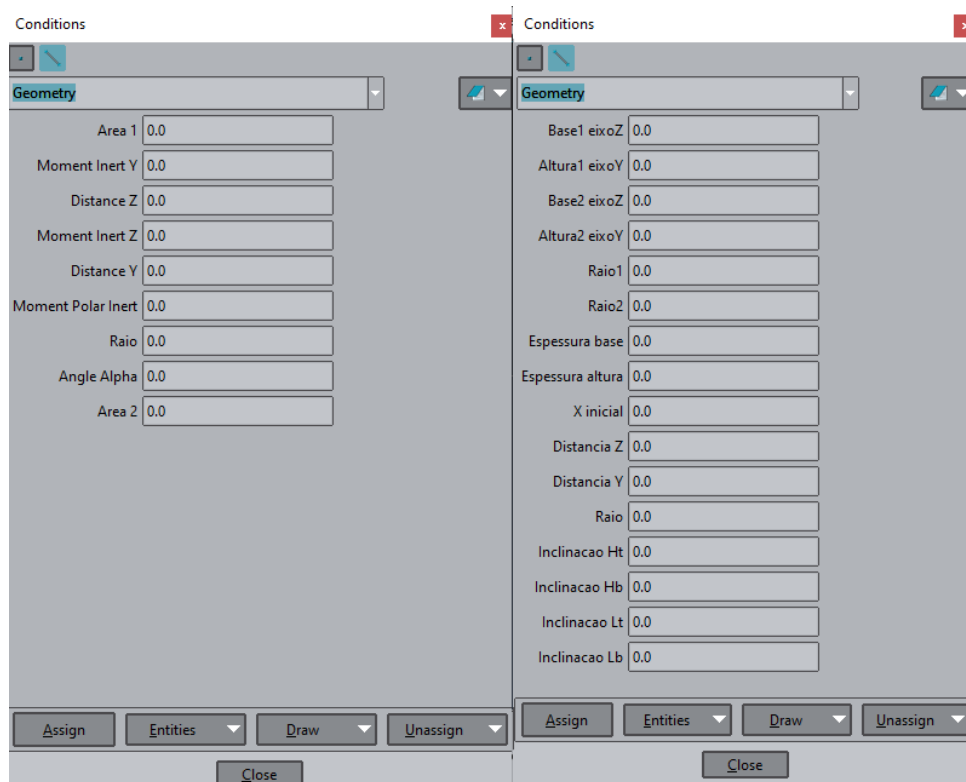 Conditions
x
Geometry
Area 1 0.0
Moment Inert Y 0.0
Distance Z 0.0
Moment Inert Z 0.0
Distance Y 0.0
Moment Polar Inert 0.0
Raio 0.0
Angle Alpha 0.0
Area 2 0.0
Assign Entities Draw Unassign
Close
Conditions
x
Geometry
Base1 eixoZ 0.0
Altura1 eixoY 0.0
Base2 eixoZ 0.0
Altura2 eixoY 0.0
Raio1 0.0
Raio2 0.0
Espessura base 0.0
Espessura altura 0.0
X inicial 0.0
Distancia Z 0.0
Distancia Y 0.0
Raio 0.0
Inclinacao Ht 0.0
Inclinacao Hb 0.0
Inclinacao Lt 0.0
Inclinacao Lb 0.0
Assign Entities Draw Unassign
Close